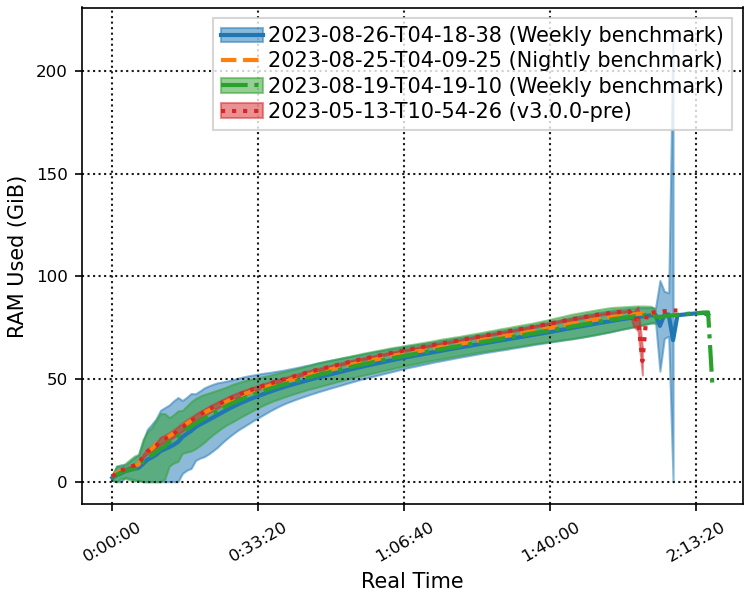 2023-08-26-T04-18-38 (Weekly benchmark)
2023-08-25-T04-09-25 (Nightly benchmark)
2023-08-19-T04-19-10 (Weekly benchmark)
2023-05-13-T10-54-26 (v3.0.0-pre)
200
150
100
50
0
RAM Used (GiB)
0:00:00
0:33:20
1:06:40
1:40:00
2:13:20
Real Time